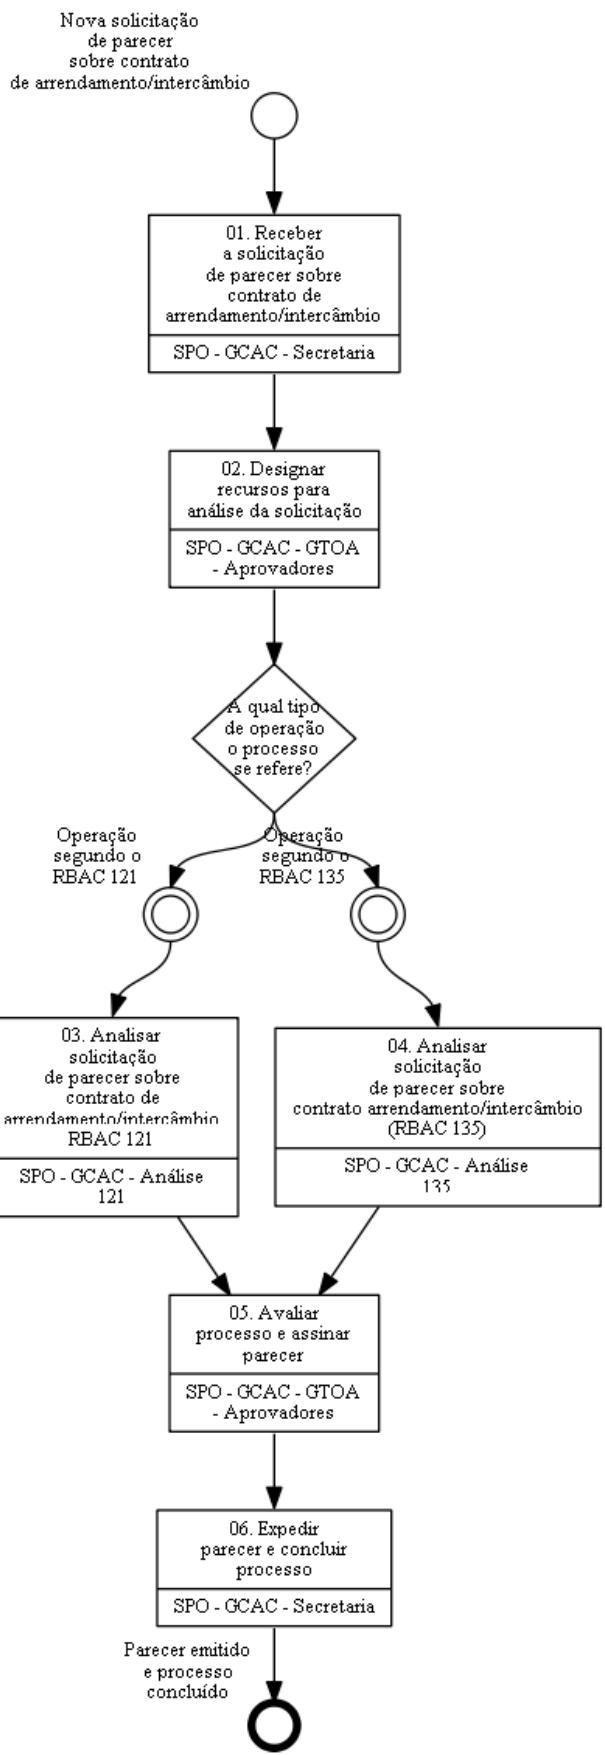 Nova solicitação
de parecer
sobre contrato
de arrendamento/intercâmbio
01. Receber
a solicitação
de parecer sobre
contrato de
arrendamento/intercâmbio
SPO - GCAC - Secretaria
02. Designar
recursos para
análise da solicitação
SPO - GCAC - GTOA
- Aprovadores
A qual tipo
de operação
o processo
se refere?
Operação
segundo o
RBAC 121
Operação
segundo o
RBAC 135
03. Analisar
solicitação
de parecer sobre
contrato de
arrendamento/intercâmbio
RBAC 121
SPO - GCAC - Análise
121
04. Analisar
solicitação
de parecer sobre
contrato arrendamento/intercâmbio
(RBAC 135)
SPO - GCAC - Análise
135
05. Avaliar
processo e assinar
parecer
SPO - GCAC - GTOA
- Aprovadores
06. Expedir
parecer e concluir
processo
SPO - GCAC - Secretaria
Parecer emitido
e processo
concluído